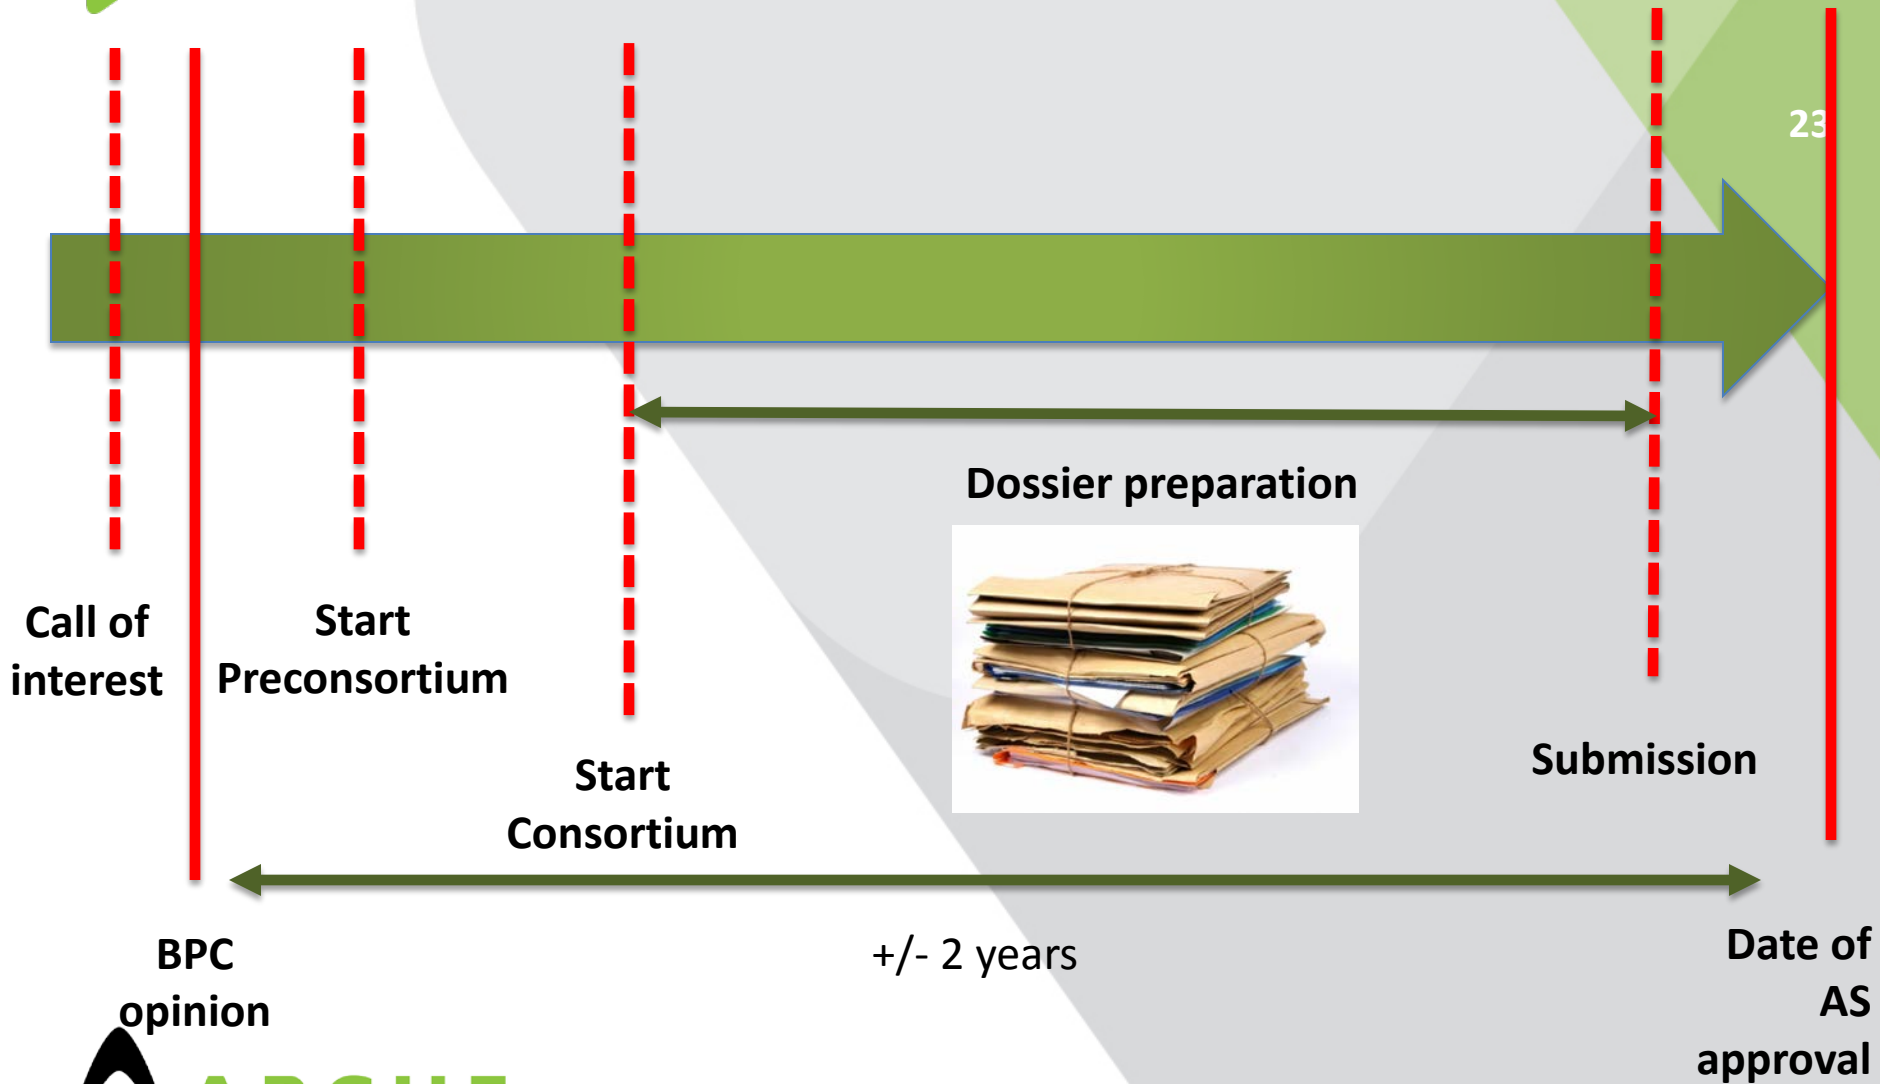 23
Dossier preparation
Call of
interest
Start
Preconsortium
Start
Consortium
Submission
BPC
opinion
+/- 2 years
Date of
AS
approval